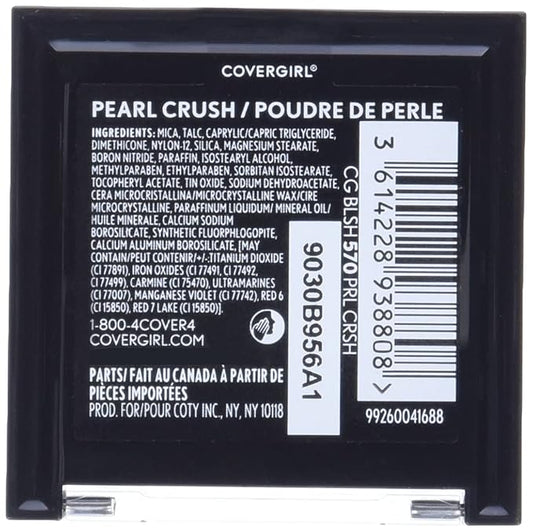 COVERGIRL®
PEARL CRUSH / POUDRE DE PERLE
INGREDIENTS: MICA, TALC, CAPRYLIC/CAPRIC TRIGLYCERIDE,
DIMETHICONE, NYLON-12, SILICA, MAGNESIUM STEARATE,
BORON NITRIDE, PARAFFIN, ISOSTEARYL ALCOHOL,
METHYLPARABEN, ETHYLPARABEN, SORBITAN ISOSTEARATE,
TOCOPHERYL ACETATE, TIN OXIDE, SODIUM DEHYDROACETATE,
CERA MICROCRISTALLINA/MICROCRYSTALLINE WAX/CIRE
MICROCRYSTALLINE, PARAFFINUM LIQUIDUM/ MINERAL OIL/
HUILE MINERALE, CALCIUM SODIUM
BOROSILICATE, SYNTHETIC FLUORPHLOGOPITE,
CALCIUM ALUMINUM BOROSILICATE, [MAY
CONTAIN/PEUT CONTENIR/+/-:TITANIUM DIOXIDE
(CI 77891), IRON OXIDES (CI 77491, CI 77492,
CI 77499), CARMINE (CI 75470), ULTRAMARINES
(CI 77007), MANGANESE VIOLET (CI 77742), RED 6
(CI 15850), RED 7 LAKE (CI 15850)].
1-800-4COVER4
COVERGIRL.COM
PARTS/ FAIT AU CANADA À PARTIR DE
PIÈCES IMPORTÉES
PROD. FOR/POUR COTY INC., NY, NY 10118
9030B956A1
CG BLSH 570 PRL CRSH
3 614228 938808 >
99260041688